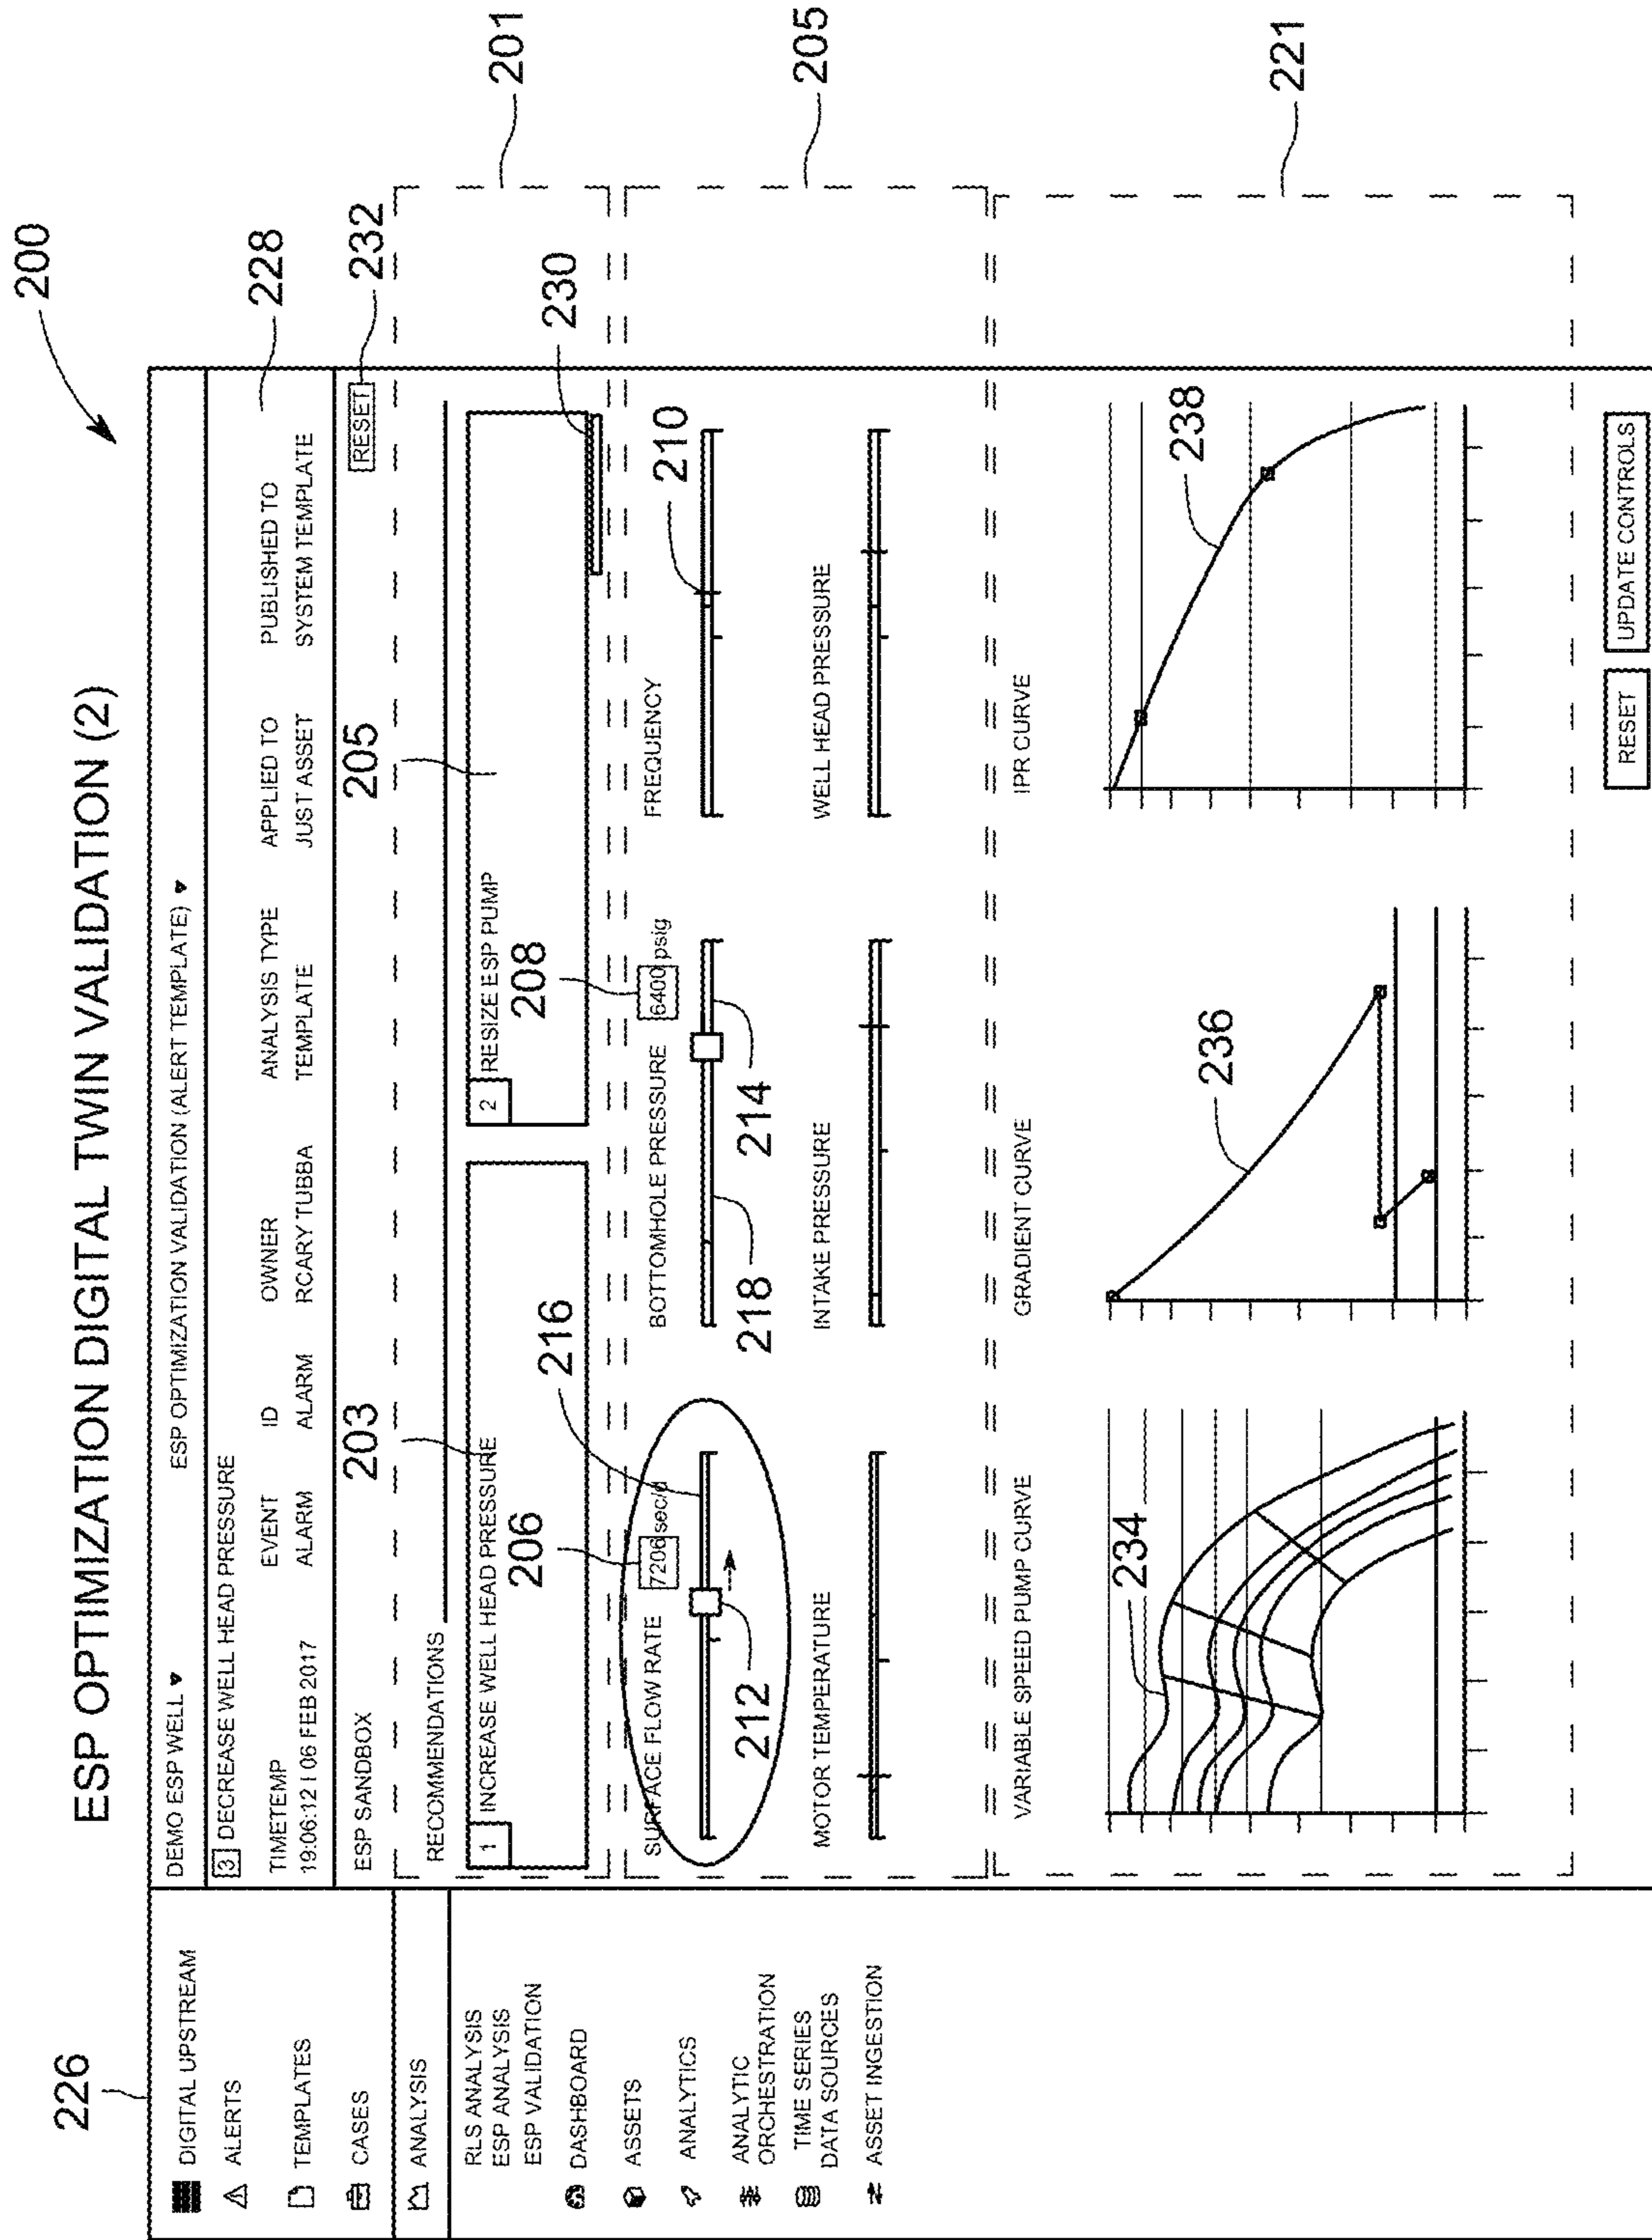 ESP OPTIMIZATION DIGITAL TWIN VALIDATION (2)
200
226
DIGITAL UPSTREAM
ALERTS
TEMPLATES
CASES
ANALYSIS
RLS ANALYSIS
ESP ANALYSIS
ESP VALIDATION
DASHBOARD
ASSETS
ANALYTICS
ANALYTIC
ORCHESTRATION
TIME SERIES
DATA SOURCES
ASSET INGESTION
DEMO ESP WELL ▼ ESP OPTIMIZATION VALIDATION (ALERT TEMPLATE) ▼
3 DECREASE WELL HEAD PRESSURE
TIMETEMP EVENT ID OWNER ANALYSIS TYPE APPLIED TO PUBLISHED TO 228
19:06:12 I 06 FEB 2017 ALARM ALARM RCARY TUBBA TEMPLATE JUST ASSET SYSTEM TEMPLATE
ESP SANDBOX 203 205 RESET 232
RECOMMENDATIONS
201
1 INCREASE WELL HEAD PRESSURE 2 RESIZE ESP PUMP
206 216 208 230
SURFACE FLOW RATE 7206 sec/d BOTTOMHOLE PRESSURE 6400 psig FREQUENCY 210
212 218 214
205
MOTOR TEMPERATURE INTAKE PRESSURE WELL HEAD PRESSURE
VARIABLE SPEED PUMP CURVE GRADIENT CURVE IPR CURVE
234 236 238
221
RESET UPDATE CONTROLS